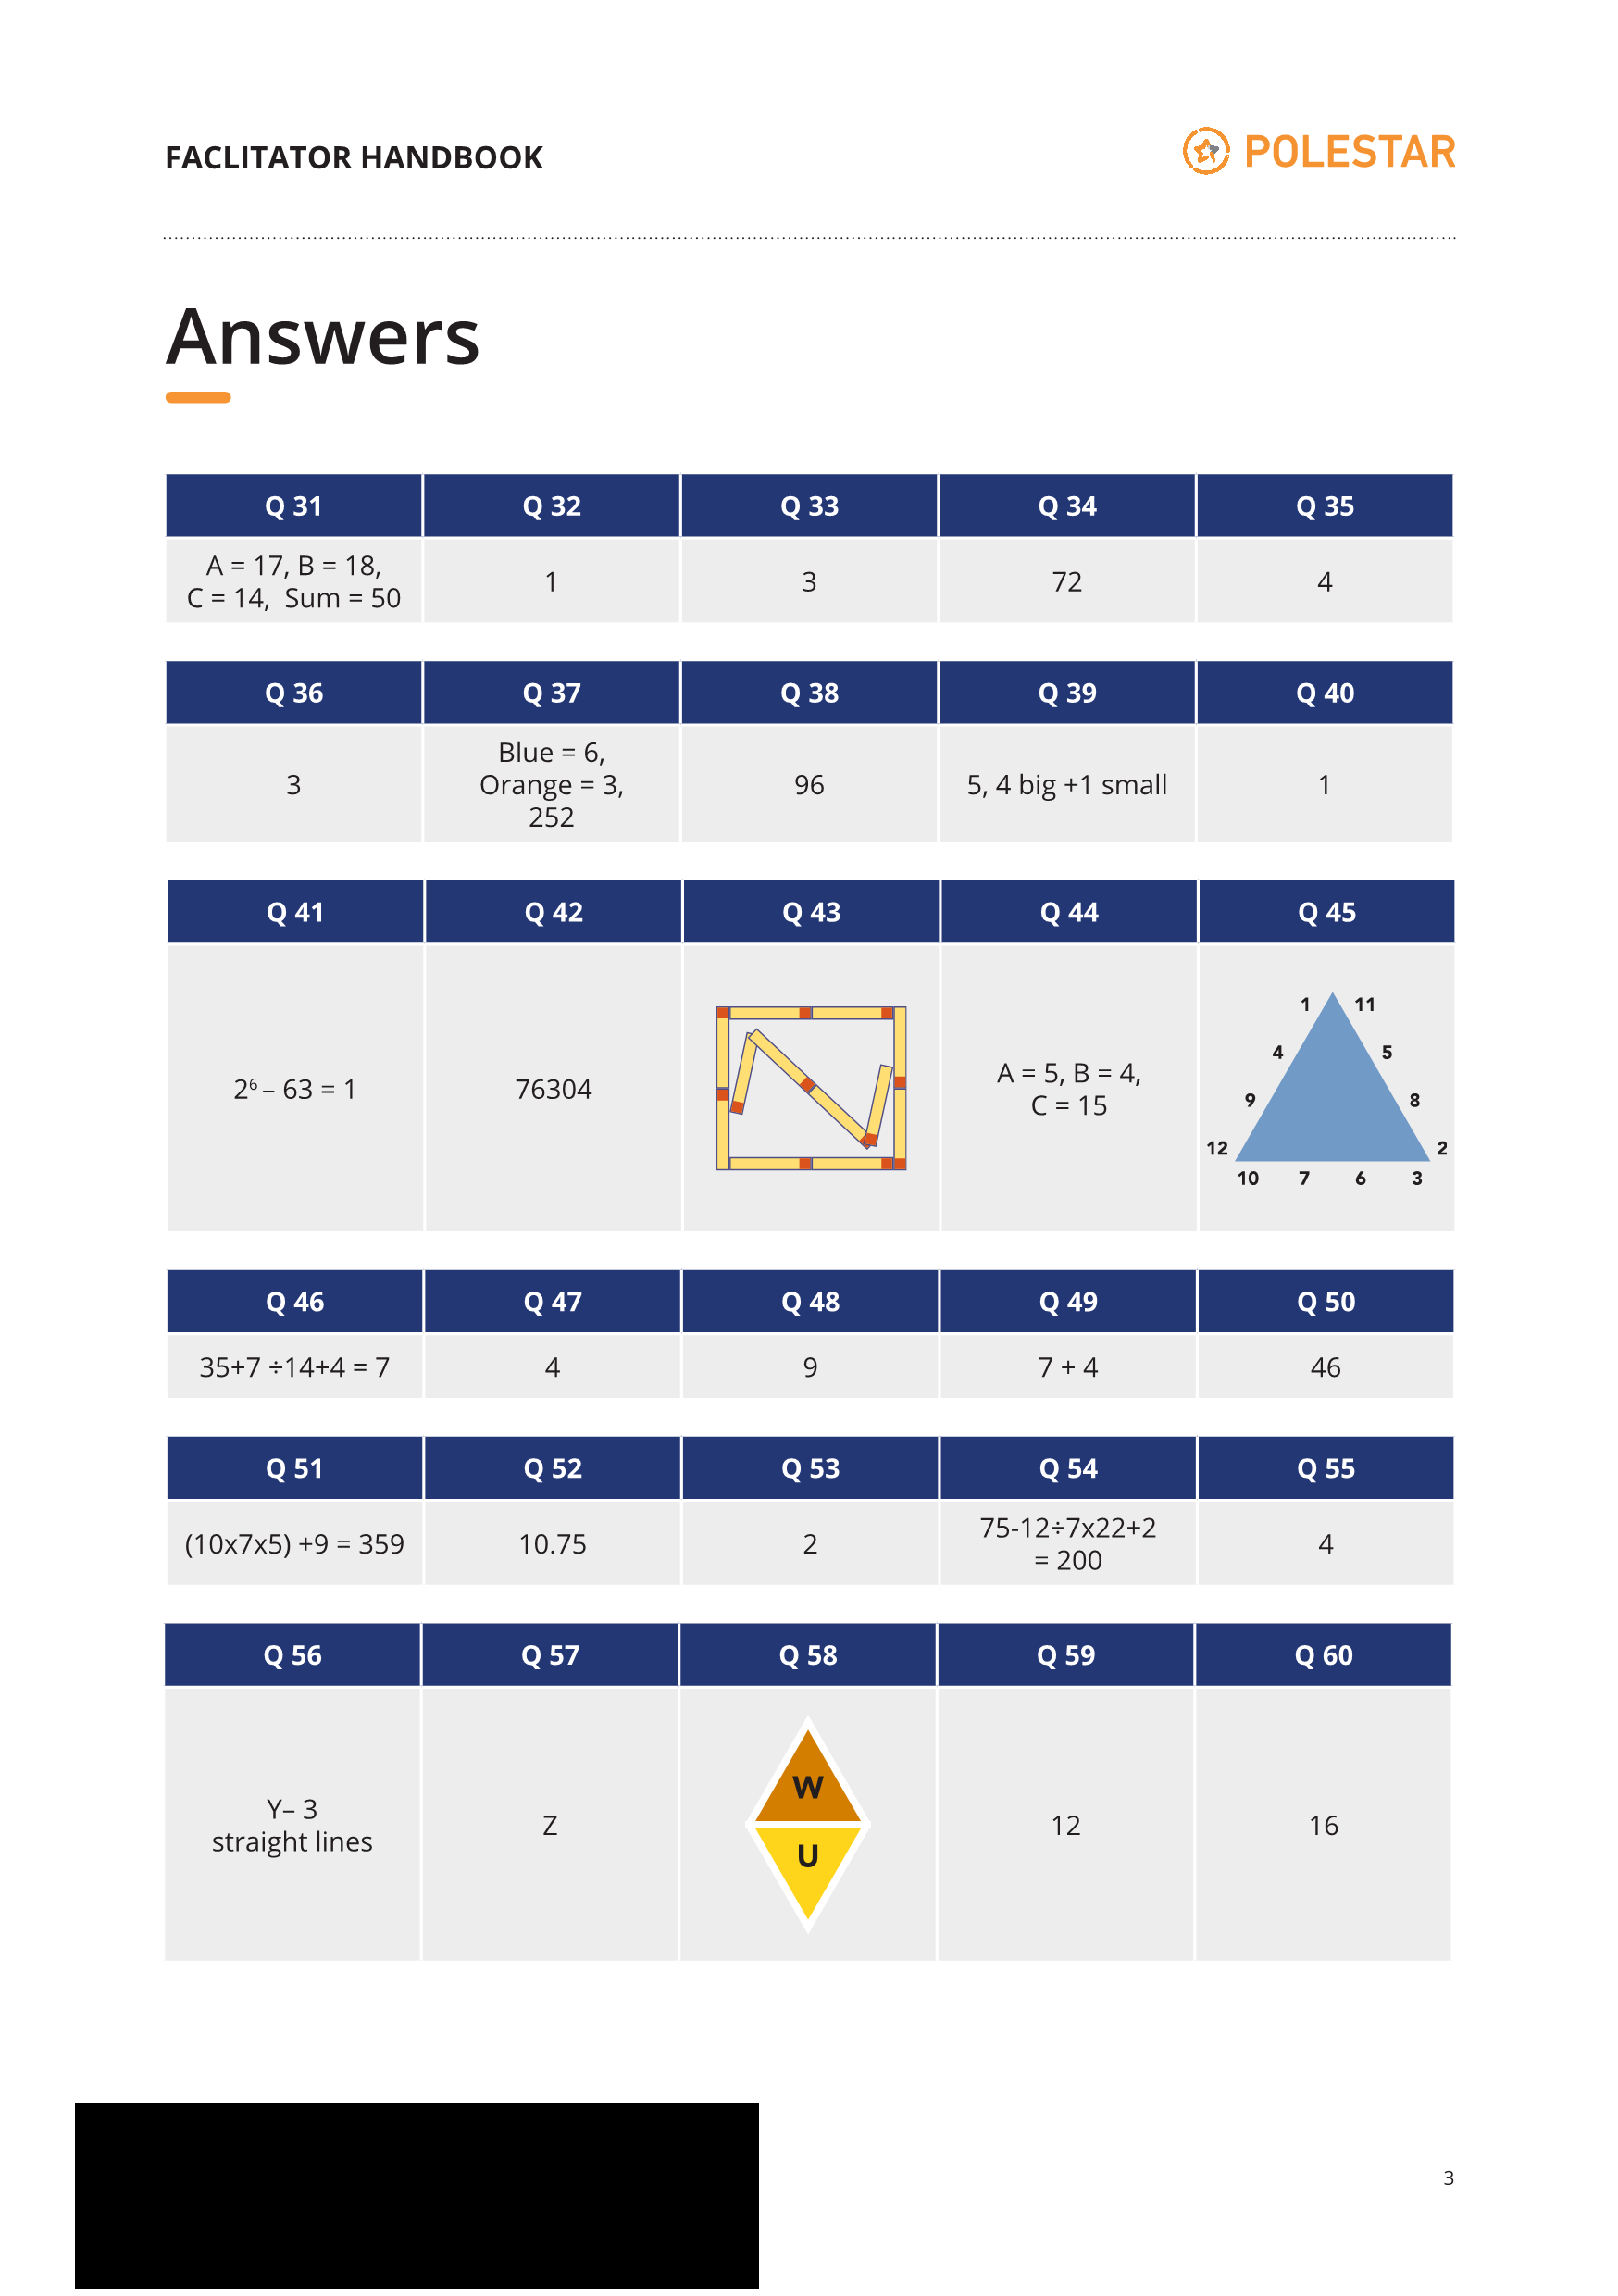 FACLITATOR HANDBOOK
POLESTAR
Answers
Q 31 Q 32 Q 33 Q 34 Q 35
A = 17, B = 18,
C = 14, Sum = 50
1
3
72
4
Q 36 Q 37 Q 38 Q 39 Q 40
3
Blue = 6,
Orange = 3,
252
96
5, 4 big +1 small
1
Q 41 Q 42 Q 43 Q 44 Q 45
2⁶ – 63 = 1
76304
A = 5, B = 4,
C = 15
1 11
4 5
9 8
12 2
10 7 6 3
Q 46 Q 47 Q 48 Q 49 Q 50
35+7 ÷14+4 = 7
4
9
7 + 4
46
Q 51 Q 52 Q 53 Q 54 Q 55
(10x7x5) +9 = 359
10.75
2
75-12÷7x22+2
= 200
4
Q 56 Q 57 Q 58 Q 59 Q 60
Y– 3
straight lines
Z
W
U
12
16
3